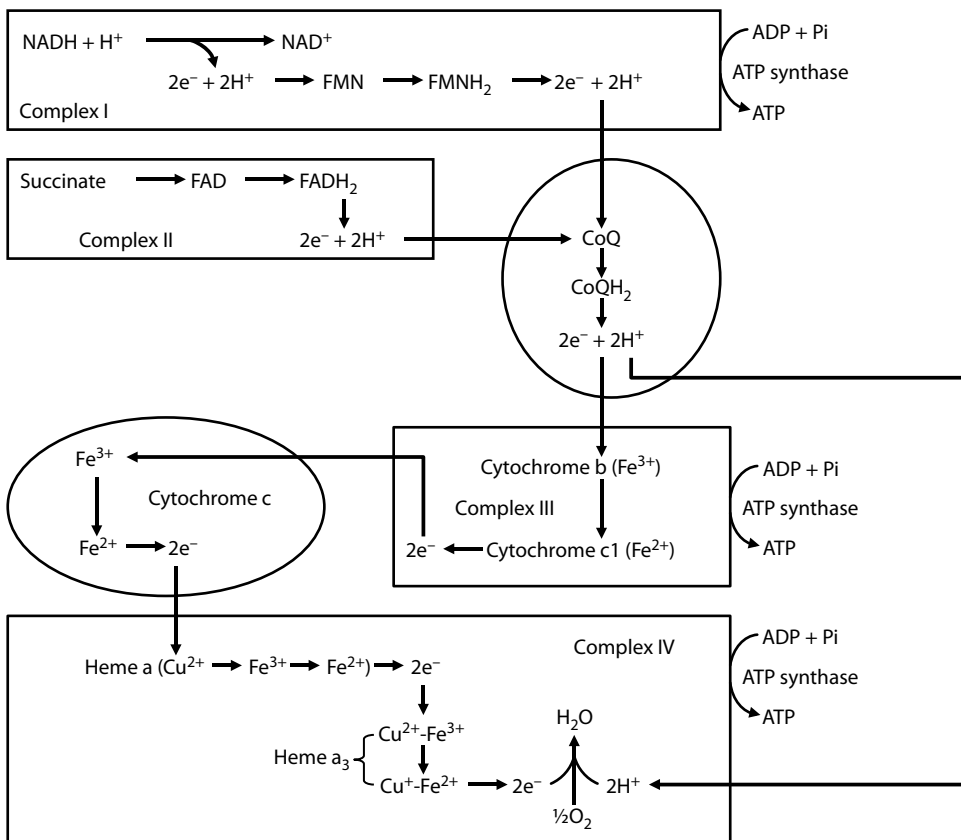 NADH + H⁺ NAD⁺
2e⁻ + 2H⁺ FMN FMNH₂ 2e⁻ + 2H⁺
Complex I
ADP + Pi
ATP synthase
ATP
Succinate FAD FADH₂
Complex II 2e⁻ + 2H⁺
CoQ
CoQH₂
2e⁻ + 2H⁺
Cytochrome b (Fe³⁺)
Complex III
2e⁻ Cytochrome c1 (Fe²⁺)
ADP + Pi
ATP synthase
ATP
Fe³⁺
Cytochrome c
Fe²⁺ 2e⁻
Complex IV
Heme a (Cu²⁺ Fe³⁺ Fe²⁺) 2e⁻
Cu²⁺-Fe³⁺
Heme a₃
Cu⁺-Fe²⁺ 2e⁻ 2H⁺
H₂O
½O₂
ADP + Pi
ATP synthase
ATP